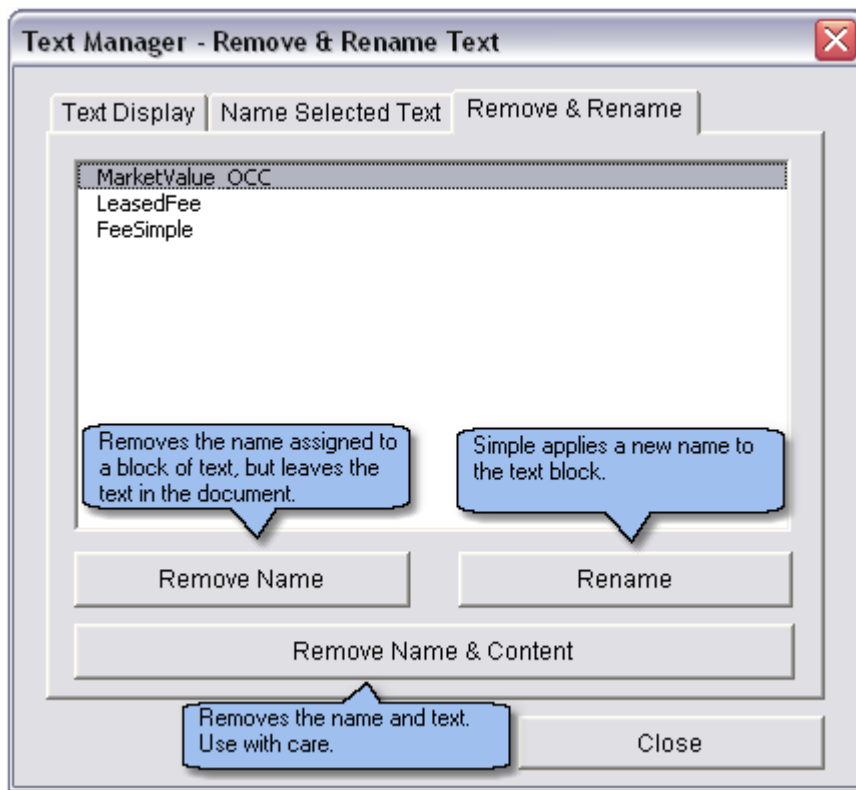 Text Manager - Remove & Rename Text
Text Display
Name Selected Text
Remove & Rename
MarketValue_OCC
LeasedFee
FeeSimple
Removes the name assigned to
a block of text, but leaves the
text in the document.
Simple applies a new name to
the text block.
Remove Name
Rename
Remove Name & Content
Removes the name and text.
Use with care.
Close